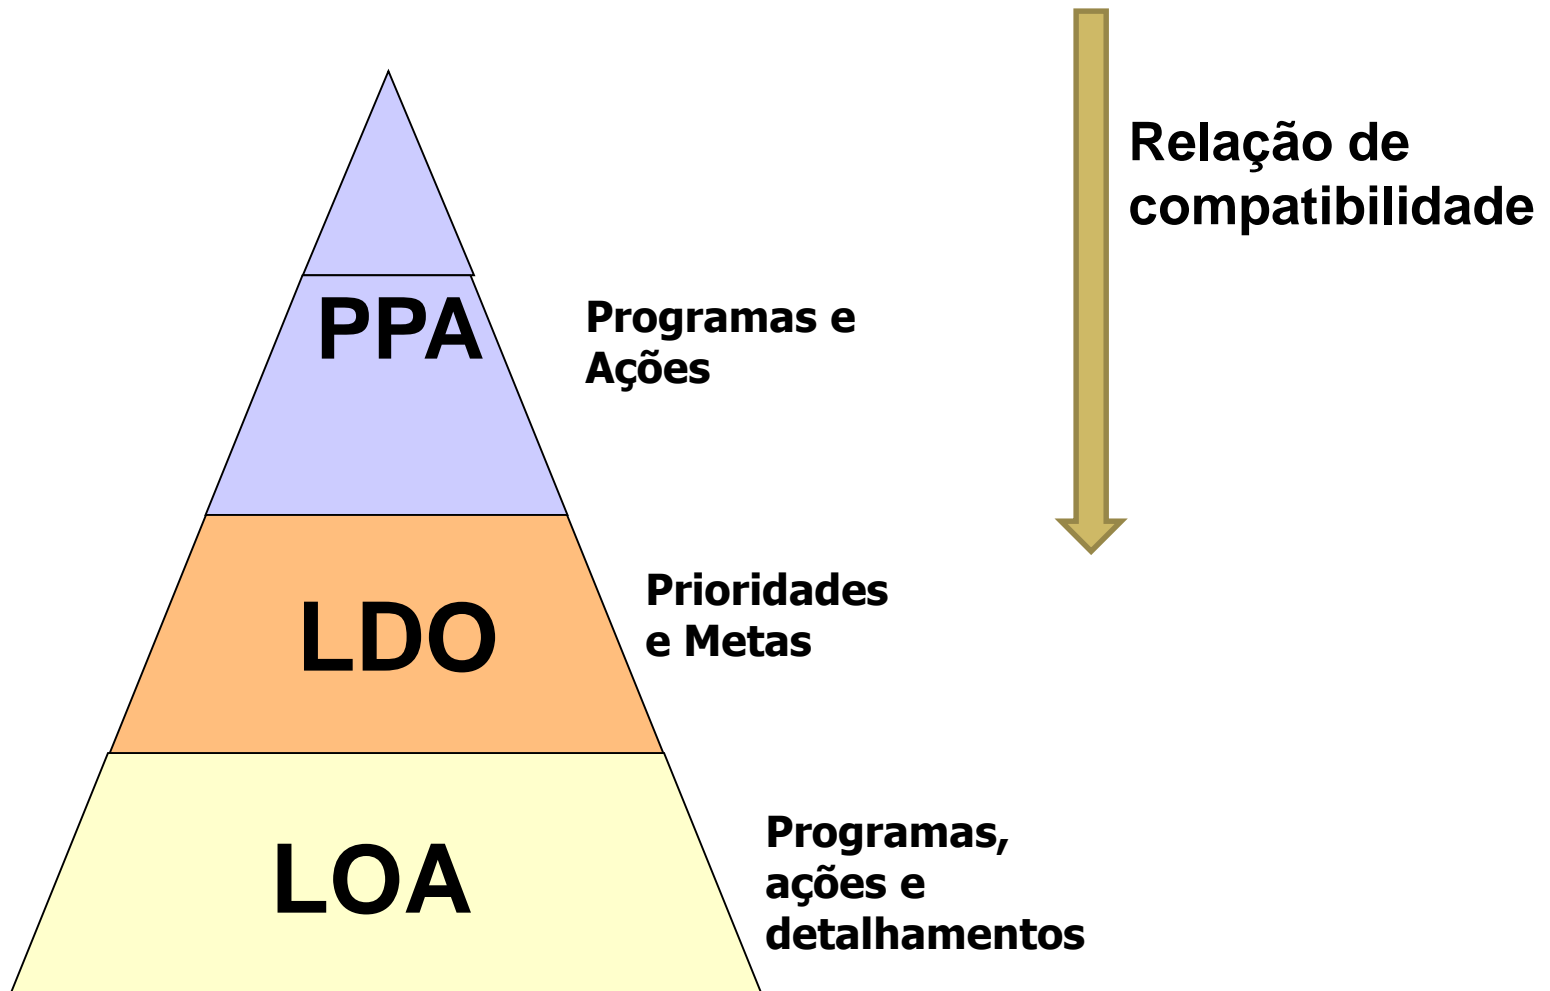 Relação de
compatibilidade
PPA
Programas e
Ações
LDO
Prioridades
e Metas
LOA
Programas,
ações e
detalhamentos